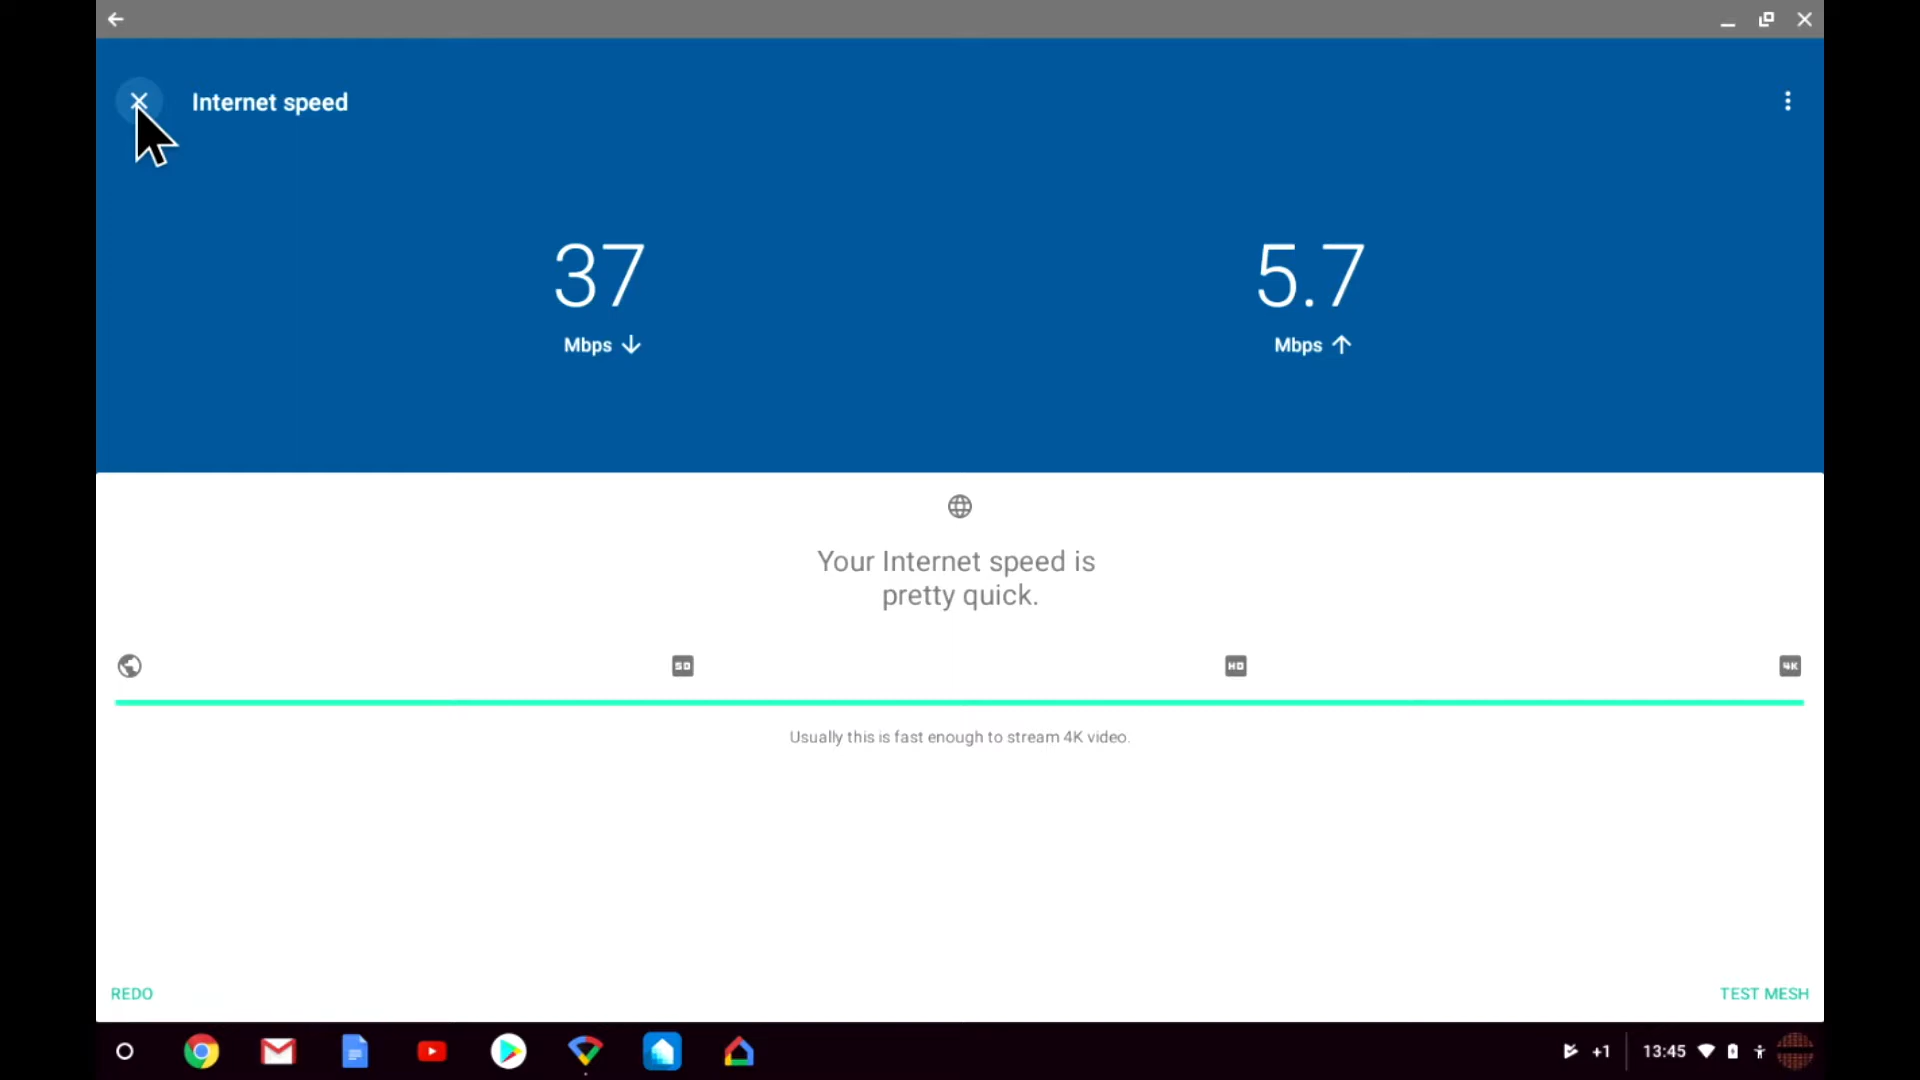 Internet speed
37
Mbps
5.7
Mbps
Your Internet speed is
pretty quick.
SD
HD
4K
Usually this is fast enough to stream 4K video.
REDO
TEST MESH
+1
13:45